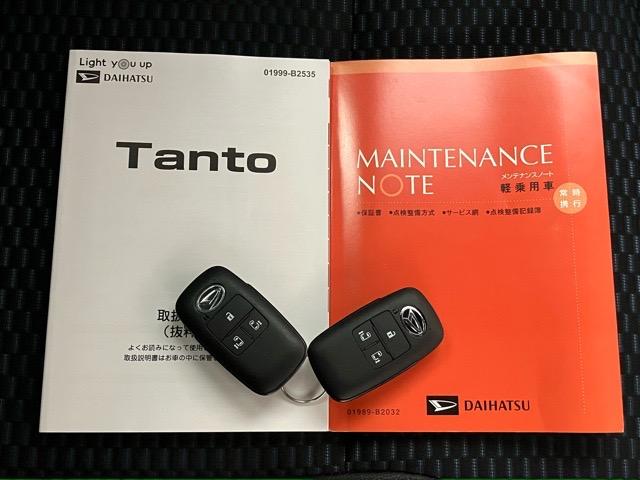 Light you up
DAIHATSU
01999-B2535
Tanto
取扱
(抜粋
よくお読みになって使用
取扱説明書はお車の中に保管
MAINTENANCE
NOTE
メンテナンスノート
軽乗用車
常時
携行
●保証書 ●点検整備方式 ●サービス網 ●点検整備記録簿
01989-B2032
DAIHATSU